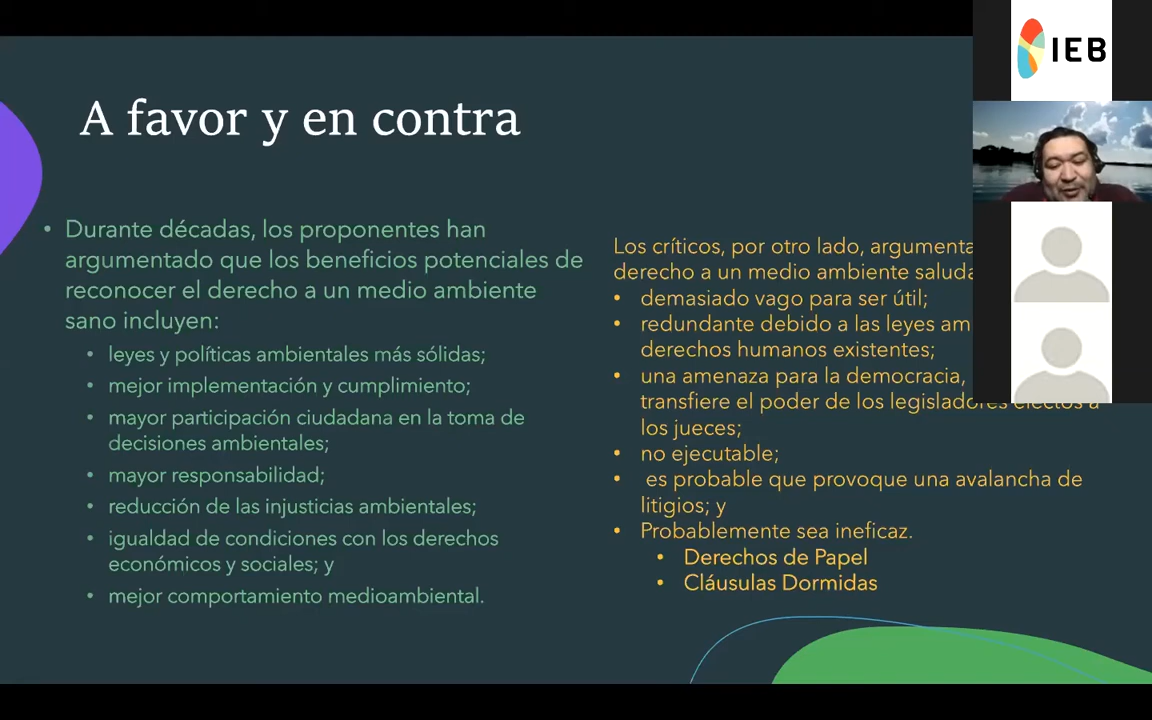 IEB
A favor y en contra
• Durante décadas, los proponentes han
argumentado que los beneficios potenciales de
reconocer el derecho a un medio ambiente
sano incluyen:
• leyes y políticas ambientales más sólidas;
• mejor implementación y cumplimiento;
• mayor participación ciudadana en la toma de
decisiones ambientales;
• mayor responsabilidad;
• reducción de las injusticias ambientales;
• igualdad de condiciones con los derechos
económicos y sociales; y
• mejor comportamiento medioambiental.
Los críticos, por otro lado,
derecho a un medio ambiente
• demasiado vago para ser útil;
• redundante debido a las leyes
derechos humanos existentes;
• una amenaza para la democracia,
transfiere el poder de los legisladores electos a
los jueces;
• no ejecutable;
• es probable que provoque una avalancha de
litigios; y
• Probablemente sea ineficaz.
• Derechos de Papel
• Cláusulas Dormidas